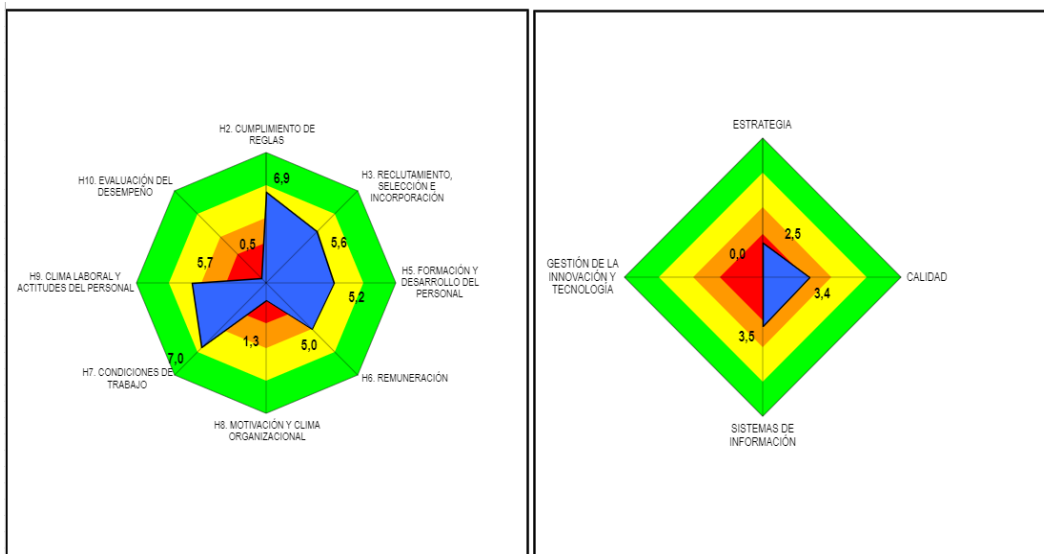 H2. CUMPLIMIENTO DE
REGLAS
6,9
H3. RECLUTAMIENTO,
SELECCIÓN E
INCORPORACIÓN
5,6
H5. FORMACIÓN Y
DESARROLLO DEL
PERSONAL
5,2
H6. REMUNERACIÓN
5,0
H8. MOTIVACIÓN Y CLIMA
ORGANIZACIONAL
1,3
H7. CONDICIONES DE
TRABAJO
7,0
H9. CLIMA LABORAL Y
ACTITUDES DEL PERSONAL
5,7
H10. EVALUACIÓN DEL
DESEMPEÑO
0,5
ESTRATEGIA
2,5
CALIDAD
3,4
SISTEMAS DE
INFORMACIÓN
3,5
GESTIÓN DE LA
INNOVACIÓN Y
TECNOLOGÍA
0,0